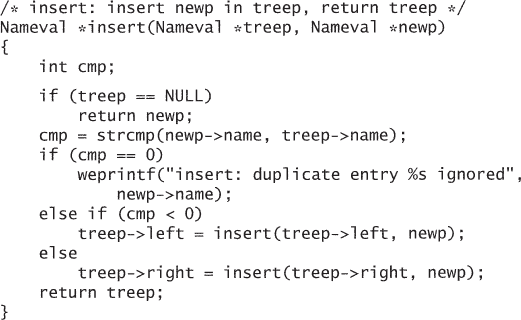 /* insert: insert newp in treep, return treep */
Nameval *insert(Nameval *treep, Nameval *newp)
{
    int cmp;

    if (treep == NULL)
        return newp;
    cmp = strcmp(newp->name, treep->name);
    if (cmp == 0)
        weprintf("insert: duplicate entry %s ignored",
            newp->name);
    else if (cmp < 0)
        treep->left = insert(treep->left, newp);
    else
        treep->right = insert(treep->right, newp);
    return treep;
}